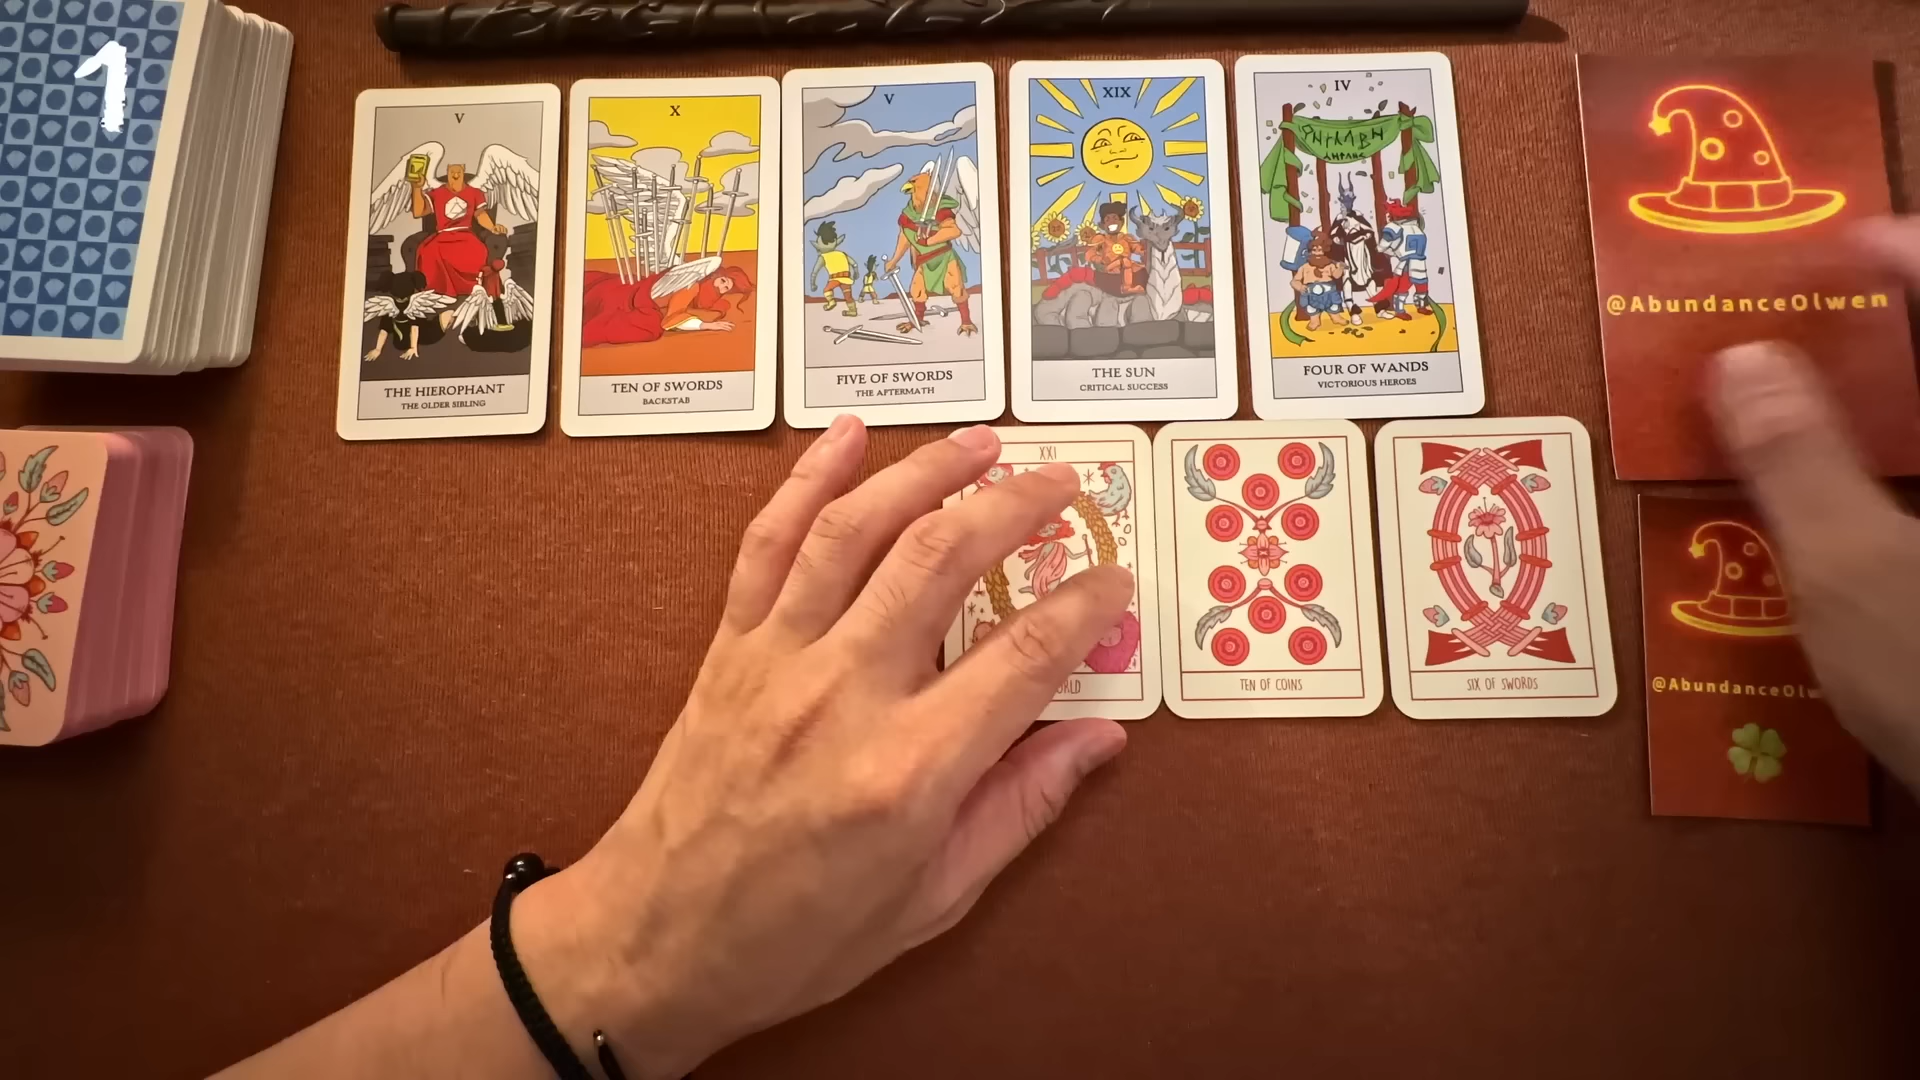 1
V
THE HIEROPHANT
THE OLDER SIBLING
X
TEN OF SWORDS
BACKSTAB
V
FIVE OF SWORDS
THE AFTERMATH
XIX
THE SUN
CRITICAL SUCCESS
IV
FOUR OF WANDS
VICTORIOUS HEROES
@AbundanceOlwen
XXI
TEN OF COINS
SIX OF SWORDS
@AbundanceOlw